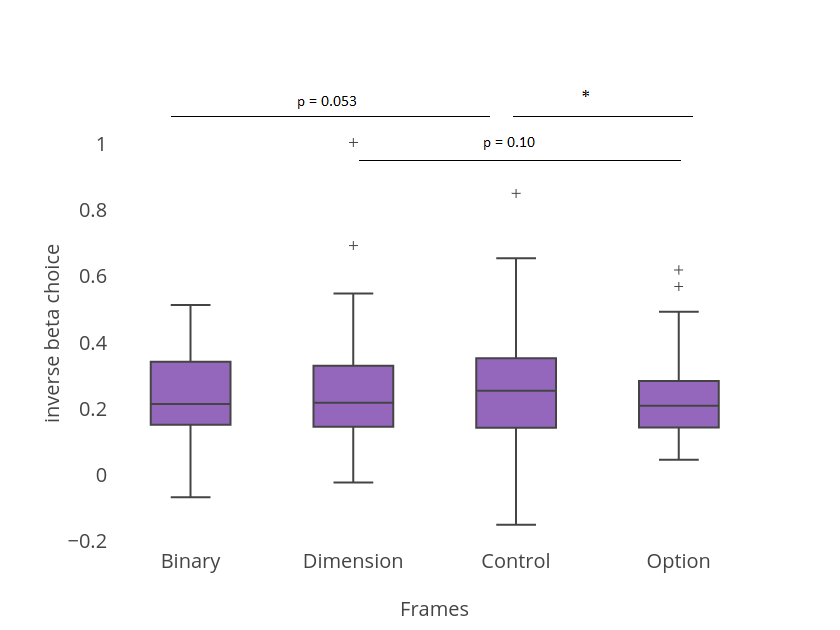 *
p = 0.053
p = 0.10
1
0.8
0.6
0.4
0.2
0
−0.2
inverse beta choice
Binary Dimension Control Option
Frames